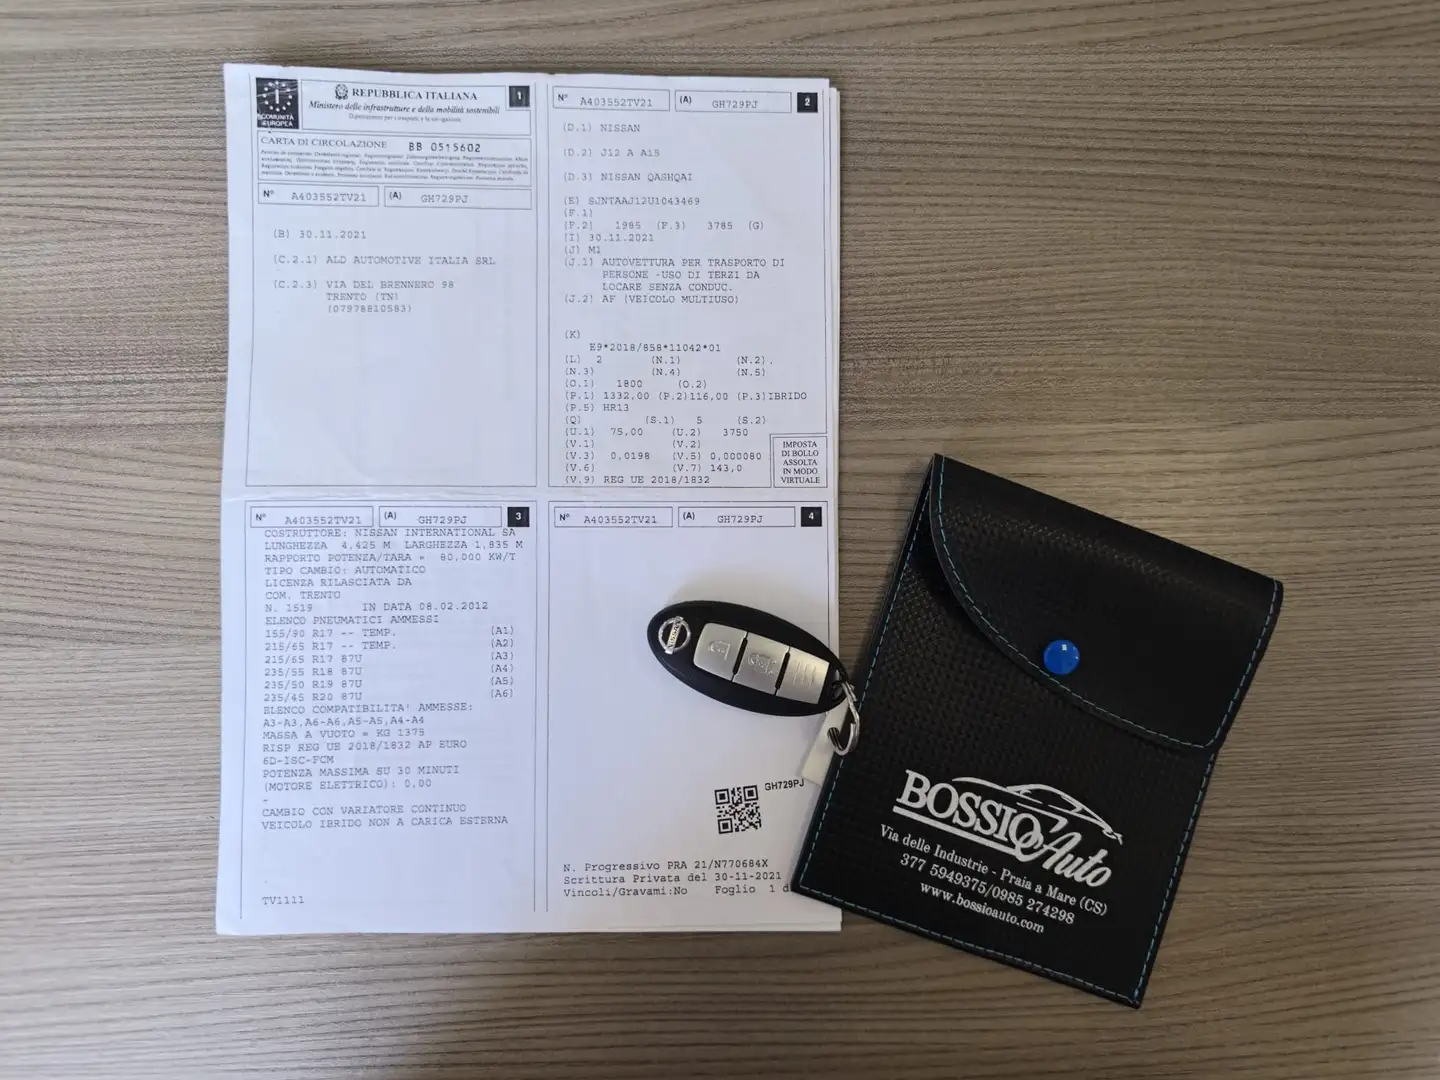 COMUNITÀ
EUROPEA
REPUBBLICA ITALIANA
1
Ministero delle infrastrutture e della mobilità sostenibili
Dipartimento per i trasporti e la navigazione
CARTA DI CIRCOLAZIONE BB 0515602
N° A403552TV21 (A) GH729PJ
(B) 30.11.2021
(C.2.1) ALD AUTOMOTIVE ITALIA SRL
(C.2.3) VIA DEL BRENNERO 98
TRENTO (TN)
(07978810583)
N° A403552TV21 (A) GH729PJ 2
(D.1) NISSAN
(D.2) J12 A A15
(D.3) NISSAN QASHQAI
(E) SJNTAAJ12U1043469
(F.1)
(F.2) 1985 (F.3) 3785 (G)
(I) 30.11.2021
(J) M1
(J.1) AUTOVETTURA PER TRASPORTO DI
PERSONE -USO DI TERZI DA
LOCARE SENZA CONDUC.
(J.2) AF (VEICOLO MULTIUSO)
(K)
E9*2018/858*11042*01
(L) 2 (N.1) (N.2).
(N.3) (N.4) (N.5)
(O.1) 1800 (O.2)
(P.1) 1332,00 (P.2)116,00 (P.3)IBRIDO
(P.5) HR13
(Q) (S.1) 5 (S.2)
(U.1) 75,00 (U.2) 3750
(V.1) (V.2)
(V.3) 0,0198 (V.5) 0,000080
(V.6) (V.7) 143,0
(V.9) REG UE 2018/1832
IMPOSTA
DI BOLLO
ASSOLTA
IN MODO
VIRTUALE
N° A403552TV21 (A) GH729PJ 3
COSTRUTTORE: NISSAN INTERNATIONAL SA
LUNGHEZZA 4,425 M LARGHEZZA 1,835 M
RAPPORTO POTENZA/TARA = 80,000 KW/T
TIPO CAMBIO: AUTOMATICO
LICENZA RILASCIATA DA
COM. TRENTO
N. 1519 IN DATA 08.02.2012
ELENCO PNEUMATICI AMMESSI
155/90 R17 -- TEMP. (A1)
215/65 R17 -- TEMP. (A2)
215/65 R17 87U (A3)
235/55 R18 87U (A4)
235/50 R19 87U (A5)
235/45 R20 87U (A6)
ELENCO COMPATIBILITA' AMMESSE:
A3-A3,A6-A6,A5-A5,A4-A4
MASSA A VUOTO = KG 1375
RISP REG UE 2018/1832 AP EURO
6D-ISC-FCM
POTENZA MASSIMA SU 30 MINUTI
(MOTORE ELETTRICO): 0,00
-
CAMBIO CON VARIATORE CONTINUO
VEICOLO IBRIDO NON A CARICA ESTERNA
TV1111
N° A403552TV21 (A) GH729PJ 4
GH729PJ
N. Progressivo PRA 21/N770684X
Scrittura Privata del 30-11-2021
Vincoli/Gravami:No Foglio 1 d
NISSAN
BOSSIO Auto
Via delle Industrie - Praia a Mare (CS)
377 5949375/0985 274298
www.bossioauto.com